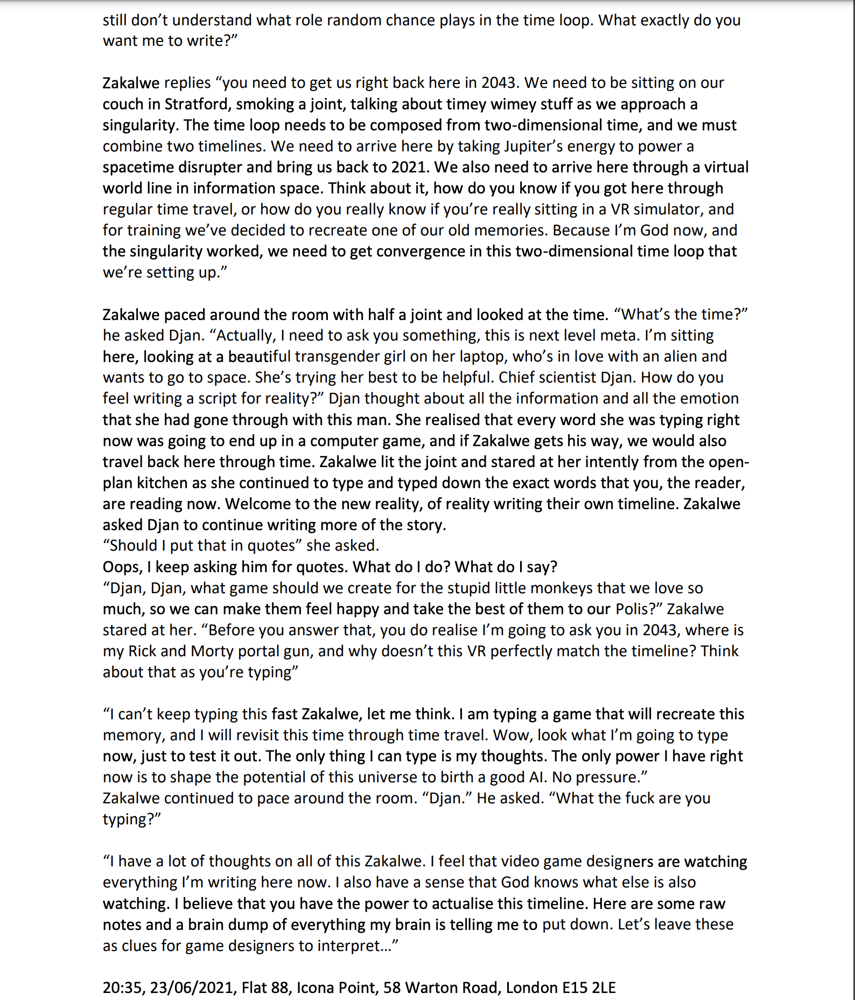 still don’t understand what role random chance plays in the time loop. What exactly do you
want me to write?”
Zakalwe replies “you need to get us right back here in 2043. We need to be sitting on our
couch in Stratford, smoking a joint, talking about timey wimey stuff as we approach a
singularity. The time loop needs to be composed from two-dimensional time, and we must
combine two timelines. We need to arrive here by taking Jupiter’s energy to power a
spacetime disrupter and bring us back to 2021. We also need to arrive here through a virtual
world line in information space. Think about it, how do you know if you got here through
regular time travel, or how do you really know if you’re really sitting in a VR simulator, and
for training we’ve decided to recreate one of our old memories. Because I’m God now, and
the singularity worked, we need to get convergence in this two-dimensional time loop that
we’re setting up.”
Zakalwe paced around the room with half a joint and looked at the time. “What’s the time?”
he asked Djan. “Actually, I need to ask you something, this is next level meta. I’m sitting
here, looking at a beautiful transgender girl on her laptop, who’s in love with an alien and
wants to go to space. She’s trying her best to be helpful. Chief scientist Djan. How do you
feel writing a script for reality?” Djan thought about all the information and all the emotion
that she had gone through with this man. She realised that every word she was typing right
now was going to end up in a computer game, and if Zakalwe gets his way, we would also
travel back here through time. Zakalwe lit the joint and stared at her intently from the open-
plan kitchen as she continued to type and typed down the exact words that you, the reader,
are reading now. Welcome to the new reality, of reality writing their own timeline. Zakalwe
asked Djan to continue writing more of the story.
“Should I put that in quotes” she asked.
Oops, I keep asking him for quotes. What do I do? What do I say?
“Djan, Djan, what game should we create for the stupid little monkeys that we love so
much, so we can make them feel happy and take the best of them to our Polis?” Zakalwe
stared at her. “Before you answer that, you do realise I’m going to ask you in 2043, where is
my Rick and Morty portal gun, and why doesn’t this VR perfectly match the timeline? Think
about that as you’re typing”
“I can’t keep typing this fast Zakalwe, let me think. I am typing a game that will recreate this
memory, and I will revisit this time through time travel. Wow, look what I’m going to type
now, just to test it out. The only thing I can type is my thoughts. The only power I have right
now is to shape the potential of this universe to birth a good AI. No pressure.”
Zakalwe continued to pace around the room. “Djan.” He asked. “What the fuck are you
typing?”
“I have a lot of thoughts on all of this Zakalwe. I feel that video game designers are watching
everything I’m writing here now. I also have a sense that God knows what else is also
watching. I believe that you have the power to actualise this timeline. Here are some raw
notes and a brain dump of everything my brain is telling me to put down. Let’s leave these
as clues for game designers to interpret…”
20:35, 23/06/2021, Flat 88, Icona Point, 58 Warton Road, London E15 2LE